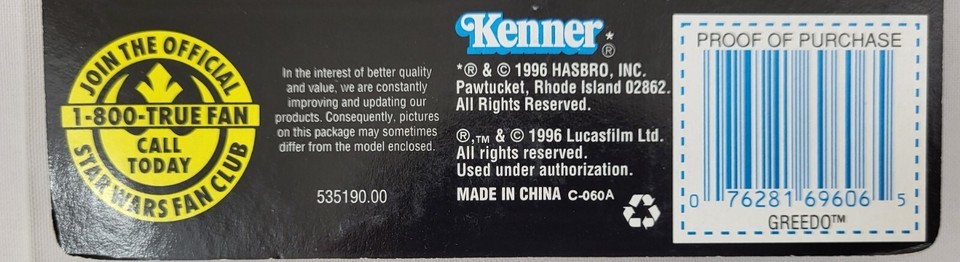 JOIN THE OFFICIAL
1-800-TRUE FAN
CALL
TODAY
STAR WARS FAN CLUB
In the interest of better quality
and value, we are constantly
improving and updating our
products. Consequently, pictures
on this package may sometimes
differ from the model enclosed.
535190.00
Kenner*
®
*® & © 1996 HASBRO, INC.
Pawtucket, Rhode Island 02862.
All Rights Reserved.
®,™ & © 1996 Lucasfilm Ltd.
All rights reserved.
Used under authorization.
MADE IN CHINA C-060A
PROOF OF PURCHASE
0 76281 69606 5
GREEDO™